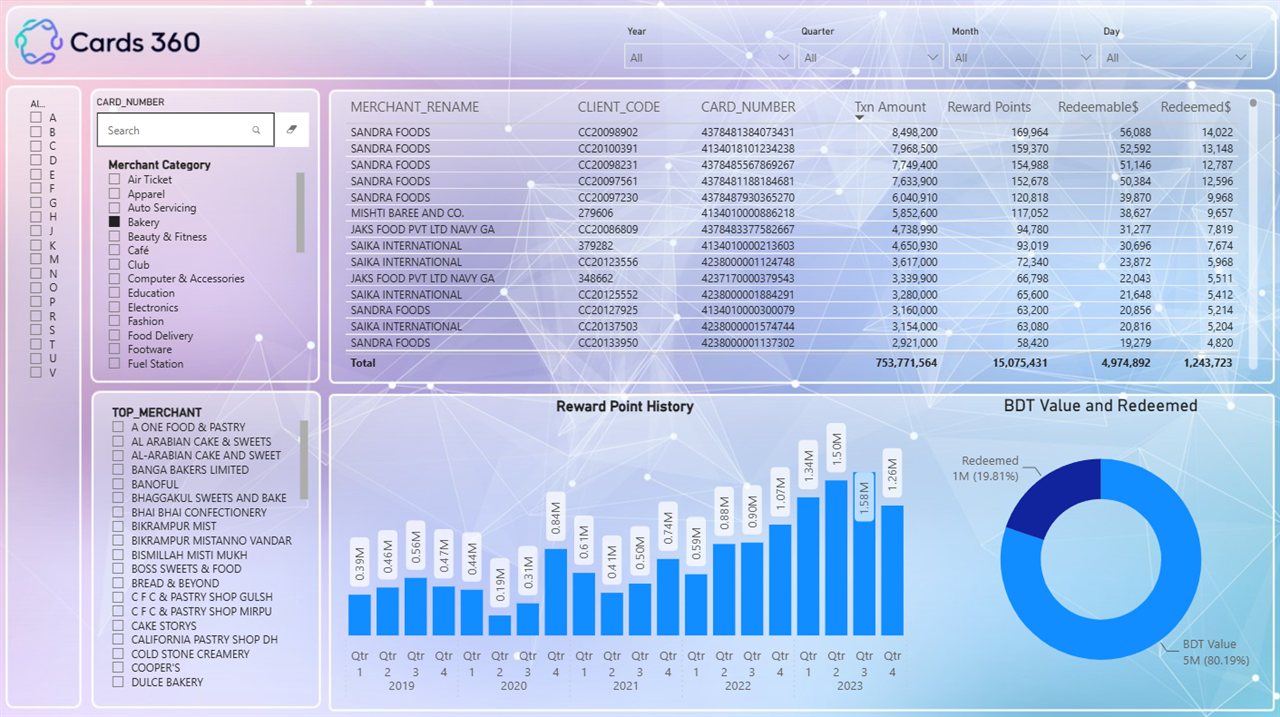 Cards 360
Year Quarter Month Day
All All All All
Al...
A
B
C
D
E
F
G
H
J
K
M
N
O
P
R
S
T
U
V
CARD_NUMBER
Search
Merchant Category
Air Ticket
Apparel
Auto Servicing
Bakery
Beauty & Fitness
Café
Club
Computer & Accessories
Education
Electronics
Fashion
Food Delivery
Footware
Fuel Station
MERCHANT_RENAME CLIENT_CODE CARD_NUMBER Txn Amount Reward Points Redeemable$ Redeemed$
SANDRA FOODS CC20098902 4378481384073431 8,498,200 169,964 56,088 14,022
SANDRA FOODS CC20100391 4134018101234238 7,968,500 159,370 52,592 13,148
SANDRA FOODS CC20098231 4378485567869267 7,749,400 154,988 51,146 12,787
SANDRA FOODS CC20097561 4378481188184681 7,633,900 152,678 50,384 12,596
SANDRA FOODS CC20097230 4378487930365270 6,040,910 120,818 39,870 9,968
MISHTI BAREE AND CO. 279606 4134010000886218 5,852,600 117,052 38,627 9,657
JAKS FOOD PVT LTD NAVY GA CC20086809 4378483377582667 4,738,990 94,780 31,277 7,819
SAIKA INTERNATIONAL 379282 4134010000213603 4,650,930 93,019 30,696 7,674
SAIKA INTERNATIONAL CC20123556 4238000001124748 3,617,000 72,340 23,872 5,968
JAKS FOOD PVT LTD NAVY GA 348662 4237170000379543 3,339,900 66,798 22,043 5,511
SAIKA INTERNATIONAL CC20125552 4238000001884291 3,280,000 65,600 21,648 5,412
SANDRA FOODS CC20127925 4134010000300079 3,160,000 63,200 20,856 5,214
SAIKA INTERNATIONAL CC20137503 4238000001574744 3,154,000 63,080 20,816 5,204
SANDRA FOODS CC20133950 4238000001137302 2,921,000 58,420 19,279 4,820
Total 753,771,564 15,075,431 4,974,892 1,243,723
TOP_MERCHANT
A ONE FOOD & PASTRY
AL ARABIAN CAKE & SWEETS
AL-ARABIAN CAKE AND SWEET
BANGA BAKERS LIMITED
BANOFUL
BHAGGAKUL SWEETS AND BAKE
BHAI BHAI CONFECTIONERY
BIKRAMPUR MIST
BIKRAMPUR MISTANNO VANDAR
BISMILLAH MISTI MUKH
BOSS SWEETS & FOOD
BREAD & BEYOND
C F C & PASTRY SHOP GULSH
C F C & PASTRY SHOP MIRPU
CAKE STORYS
CALIFORNIA PASTRY SHOP DH
COLD STONE CREAMERY
COOPER'S
DULCE BAKERY
Reward Point History
0.39M 0.46M 0.56M 0.47M 0.44M 0.19M 0.31M 0.84M 0.61M 0.41M 0.50M 0.74M 0.59M 0.88M 0.90M 1.07M 1.34M 1.50M 1.58M 1.26M
Qtr Qtr Qtr Qtr Qtr Qtr Qtr Qtr Qtr Qtr Qtr Qtr Qtr Qtr Qtr Qtr Qtr Qtr Qtr Qtr
1 2 3 4 1 2 3 4 1 2 3 4 1 2 3 4 1 2 3 4
2019 2020 2021 2022 2023
BDT Value and Redeemed
Redeemed
1M (19.81%)
BDT Value
5M (80.19%)